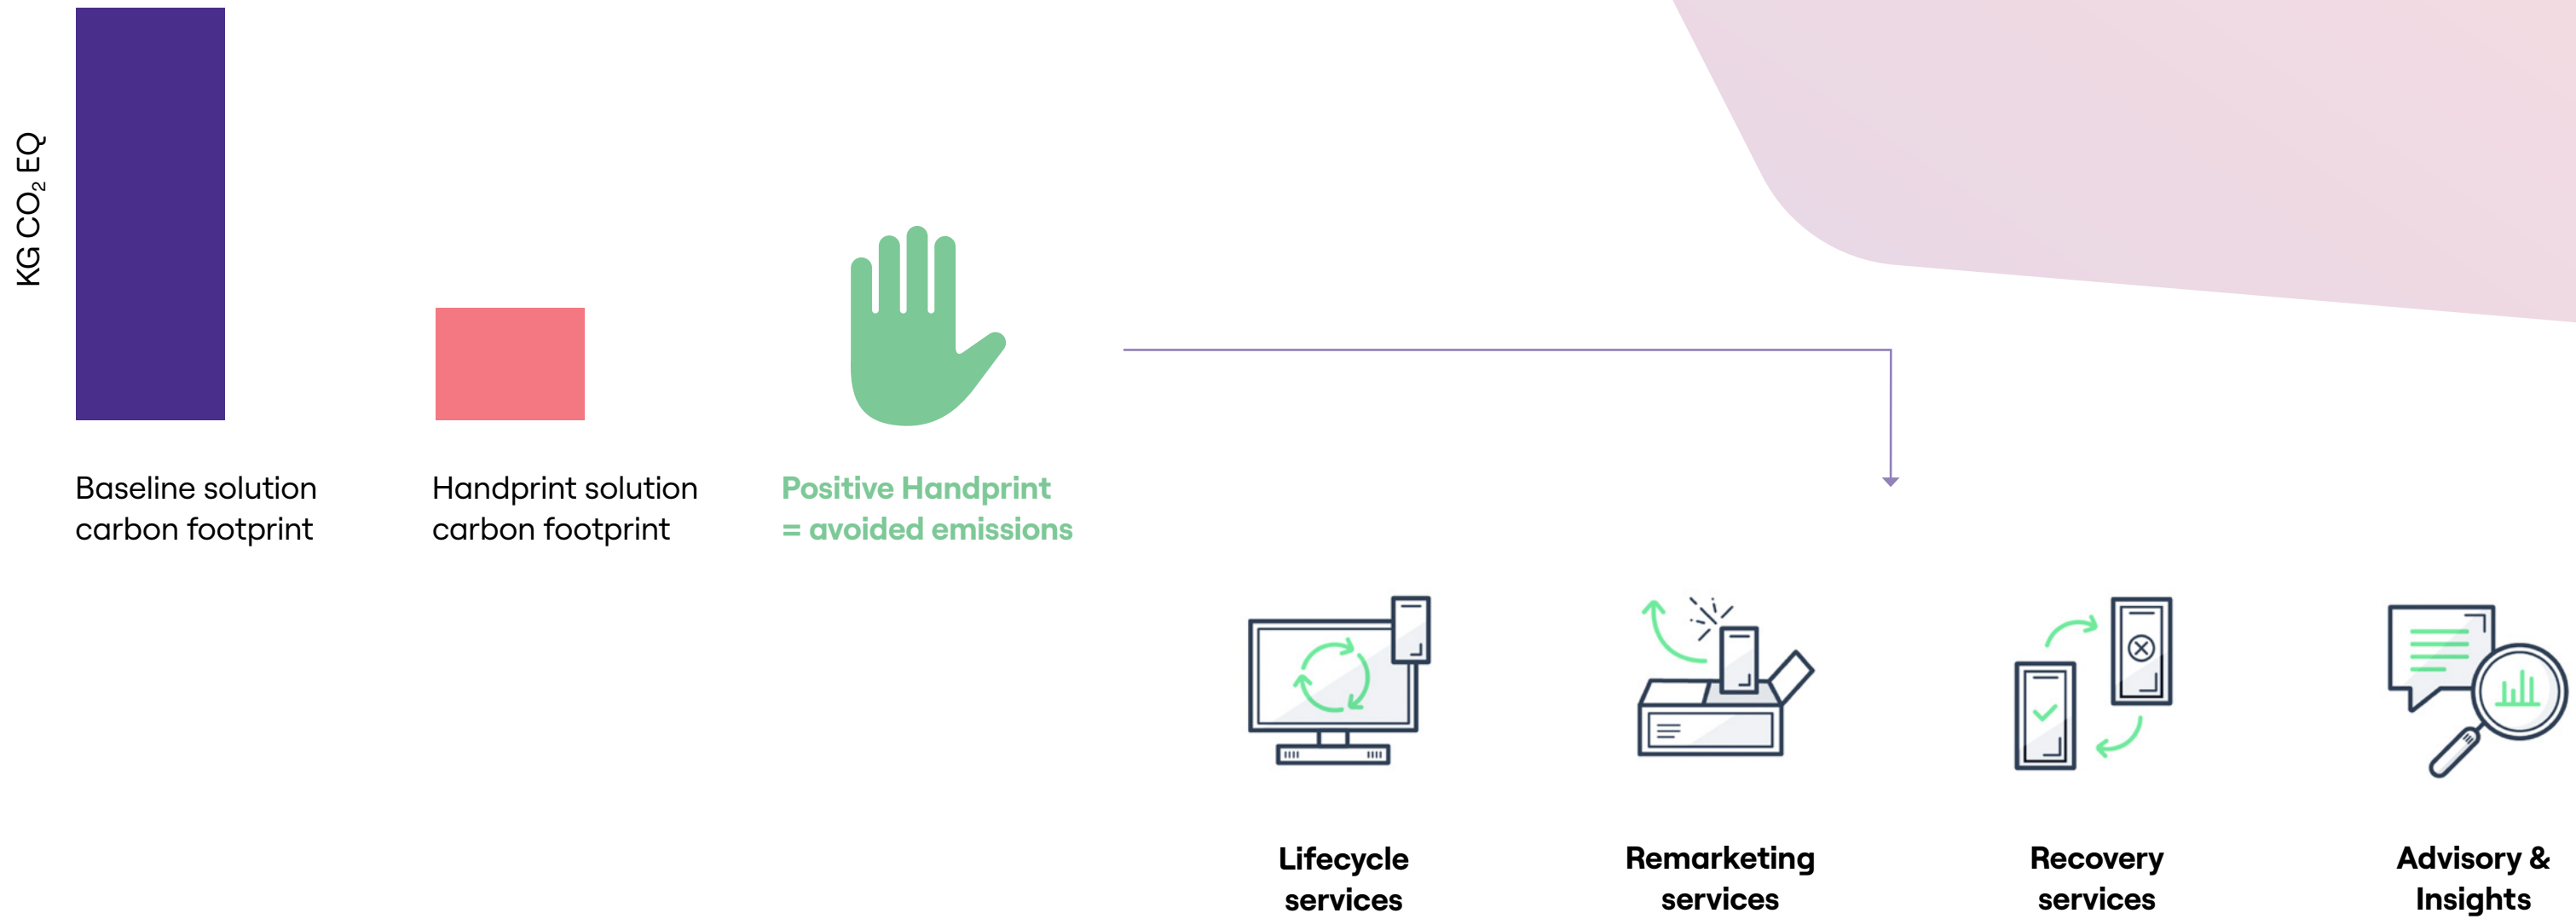 KG CO₂ EQ
Baseline solution
carbon footprint
Handprint solution
carbon footprint
Positive Handprint
= avoided emissions
Lifecycle
services
Remarketing
services
Recovery
services
Advisory &
Insights